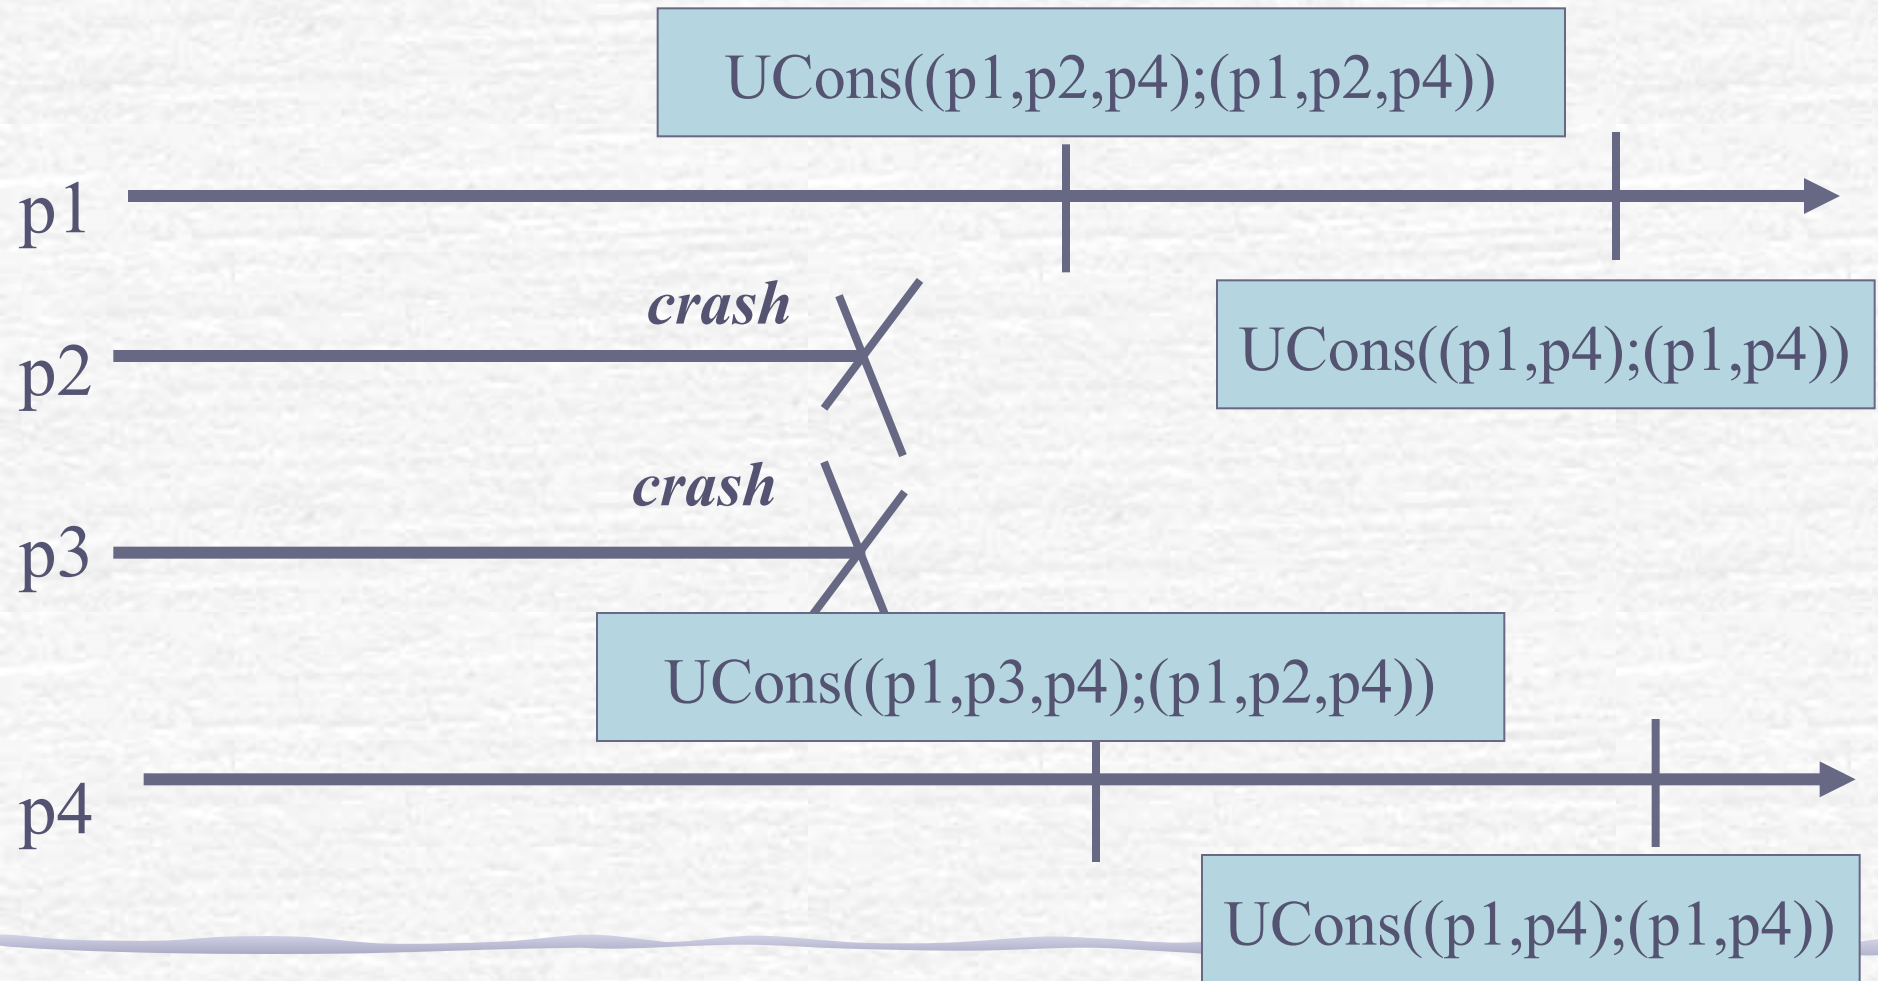 UCons((p1,p2,p4);(p1,p2,p4))
p1
crash
p2
UCons((p1,p4);(p1,p4))
crash
p3
UCons((p1,p3,p4);(p1,p2,p4))
p4
UCons((p1,p4);(p1,p4))